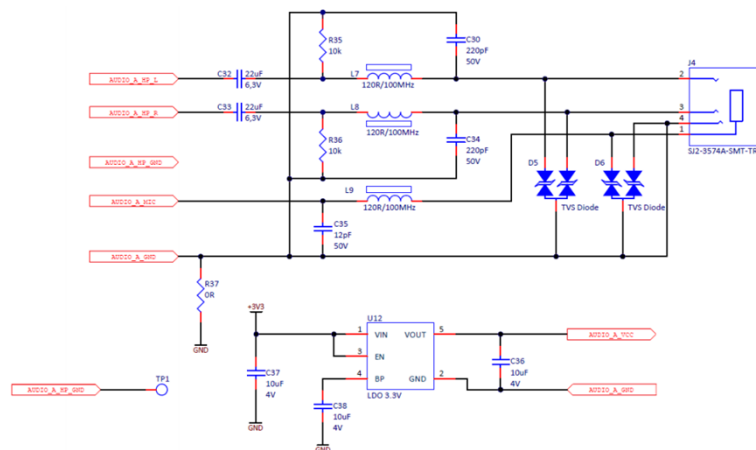 R35
10k
C30
220pF
50V
J4
C32
22uF
6,3V
L7
120R/100MHz
AUDIO_A_HP_L
2
C33
22uF
6,3V
L8
120R/100MHz
AUDIO_A_HP_R
3
4
1
R36
10k
C34
220pF
50V
SJ2-3574A-SMT-TR
AUDIO_A_HP_GND
D5
D6
L9
120R/100MHz
AUDIO_A_MIC
TVS Diode
TVS Diode
C35
12pF
50V
AUDIO_A_GND
R37
0R
GND
+3V3
U12
1
VIN
VOUT
5
AUDIO_A_VCC
3
EN
C37
10uF
4V
C36
10uF
4V
4
BP
GND
2
AUDIO_A_GND
AUDIO_A_HP_GND
TP1
LDO 3.3V
C38
10uF
4V
GND
GND